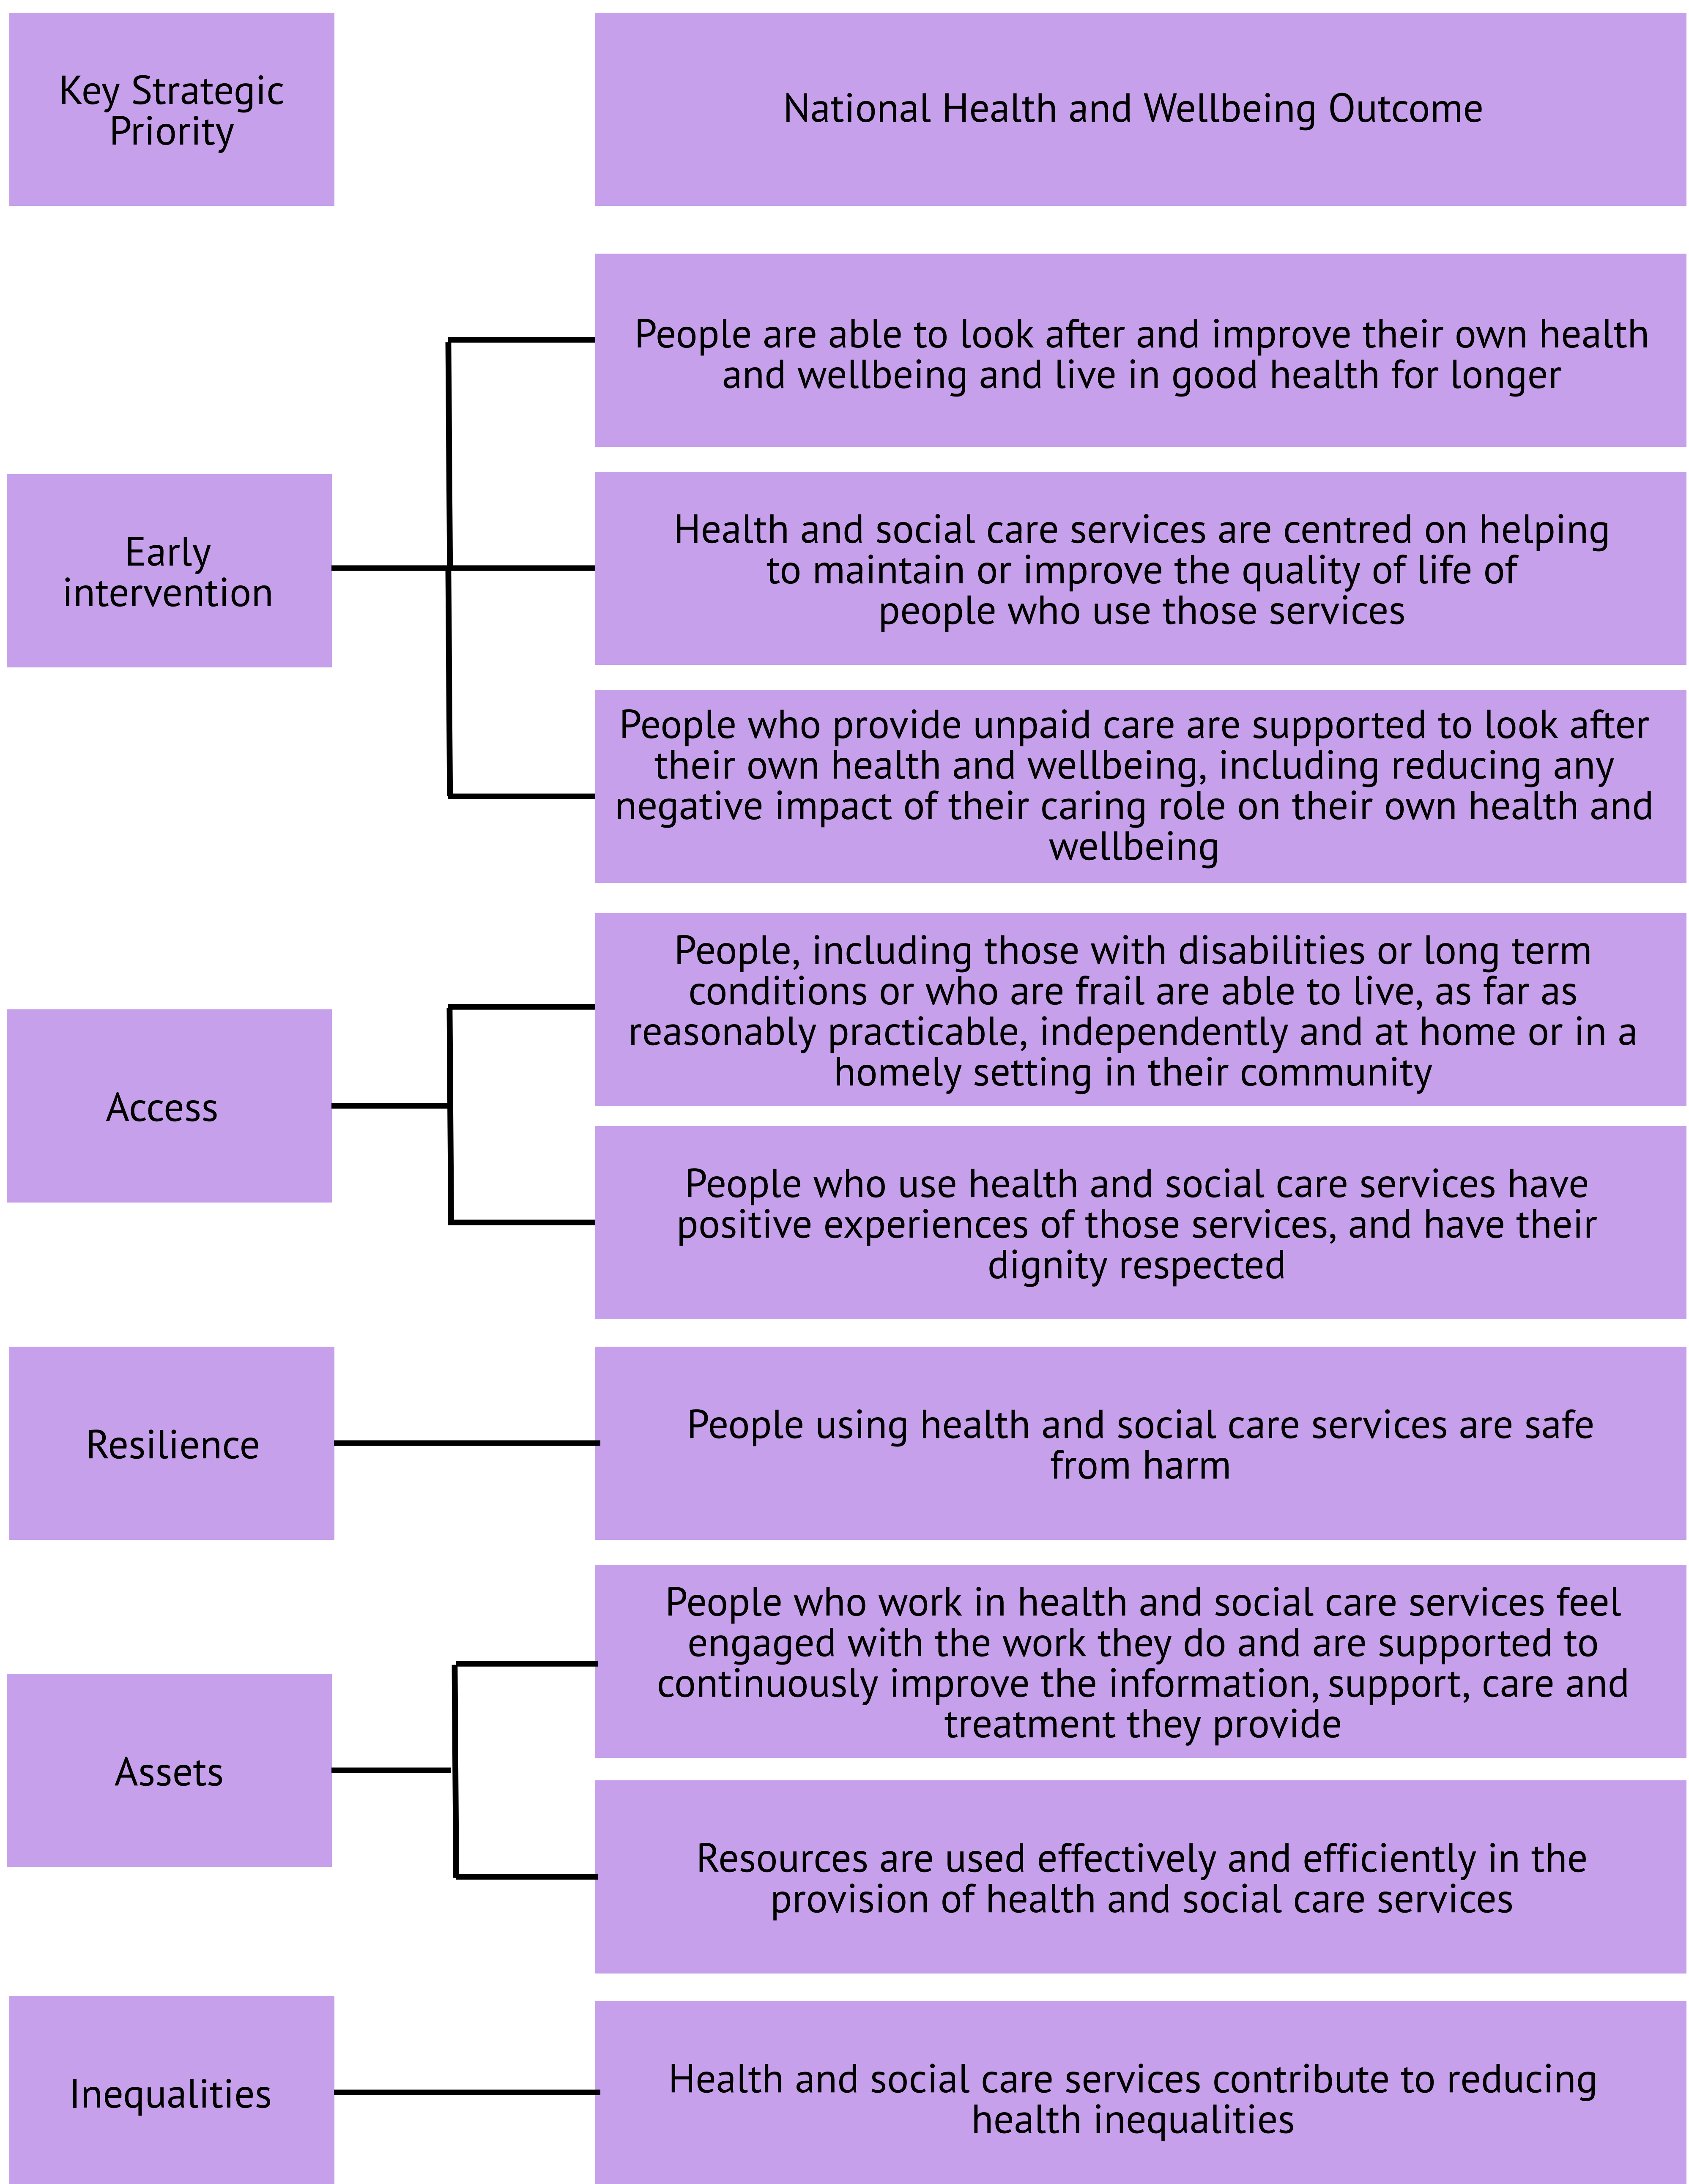 Key Strategic
Priority
National Health and Wellbeing Outcome
Early
intervention
People are able to look after and improve their own health
and wellbeing and live in good health for longer
Health and social care services are centred on helping
to maintain or improve the quality of life of
people who use those services
People who provide unpaid care are supported to look after
their own health and wellbeing, including reducing any
negative impact of their caring role on their own health and
wellbeing
Access
People, including those with disabilities or long term
conditions or who are frail are able to live, as far as
reasonably practicable, independently and at home or in a
homely setting in their community
People who use health and social care services have
positive experiences of those services, and have their
dignity respected
Resilience
People using health and social care services are safe
from harm
Assets
People who work in health and social care services feel
engaged with the work they do and are supported to
continuously improve the information, support, care and
treatment they provide
Resources are used effectively and efficiently in the
provision of health and social care services
Inequalities
Health and social care services contribute to reducing
health inequalities